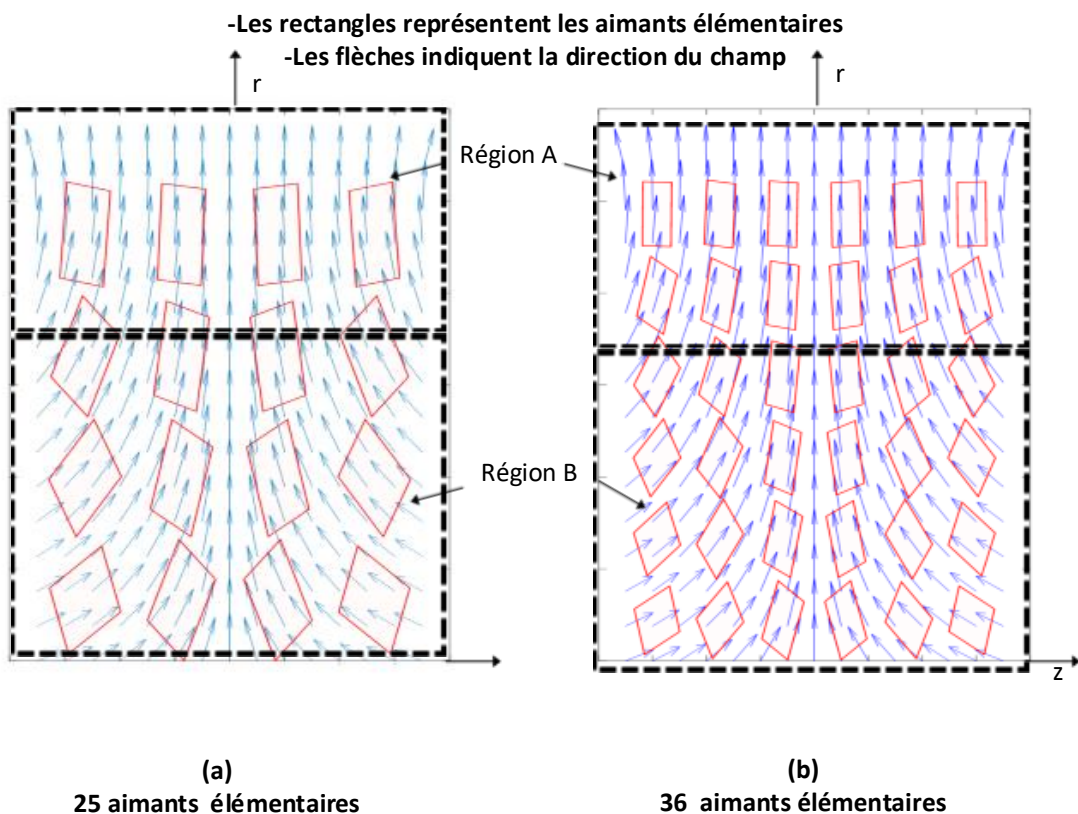 -Les rectangles représentent les aimants élémentaires
-Les flèches indiquent la direction du champ
r
r
Région A
Région B
z
(a)
25 aimants élémentaires
(b)
36 aimants élémentaires